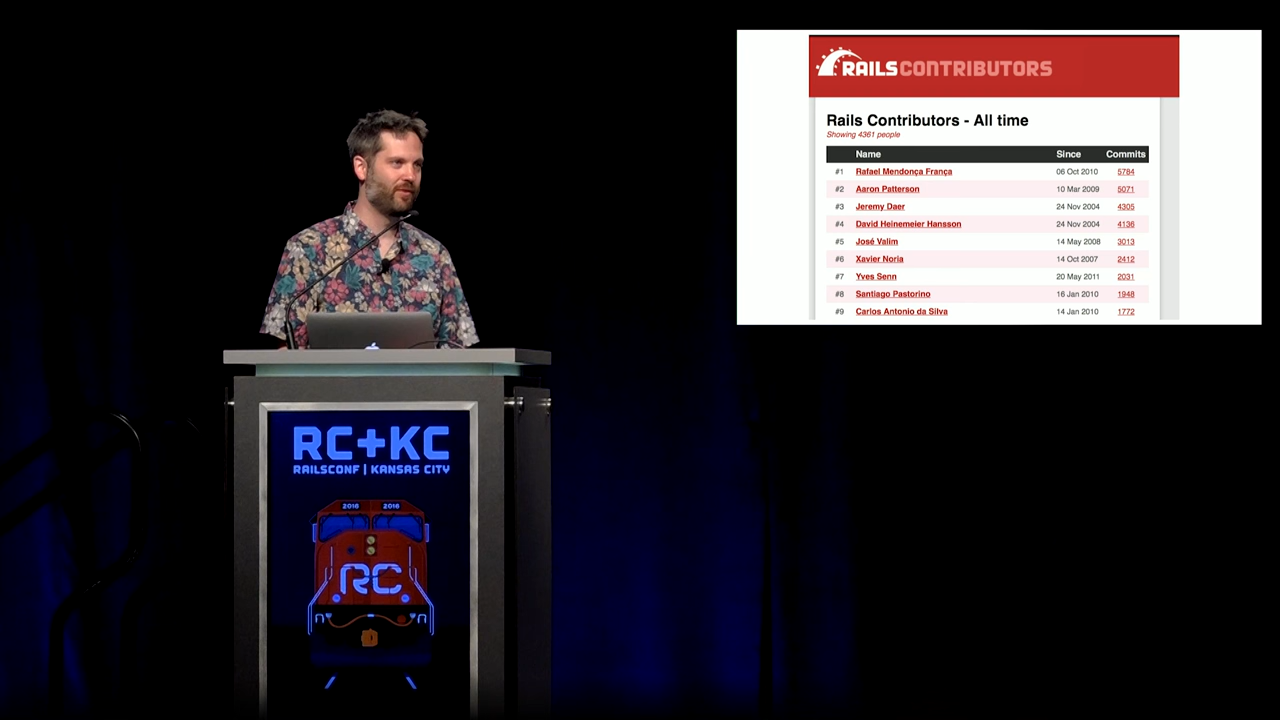 RAILSCONTRIBUTORS
Rails Contributors - All time
Showing 4361 people
Name Since Commits
#1 Rafael Mendonça França 06 Oct 2010 5784
#2 Aaron Patterson 10 Mar 2009 5071
#3 Jeremy Daer 24 Nov 2004 4305
#4 David Heinemeier Hansson 24 Nov 2004 4136
#5 José Valim 14 May 2008 3013
#6 Xavier Noria 14 Oct 2007 2412
#7 Yves Senn 20 May 2011 2031
#8 Santiago Pastorino 16 Jan 2010 1948
#9 Carlos Antonio da Silva 14 Jan 2010 1772
RC+KC
RAILSCONF | KANSAS CITY
2016 2016
RC